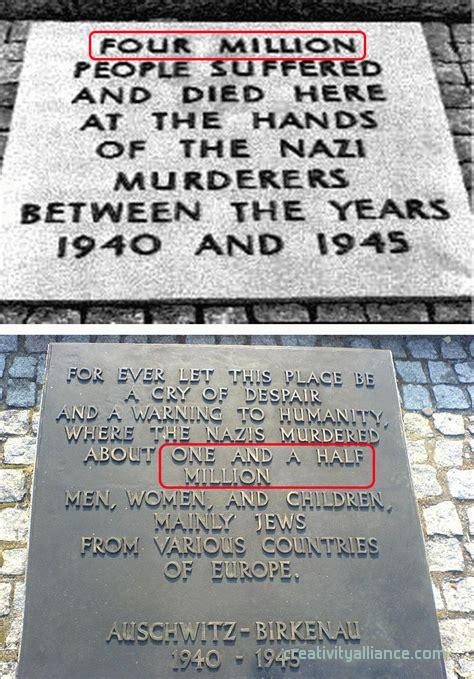 FOUR MILLION
PEOPLE SUFFERED
AND DIED HERE
AT THE HANDS
OF THE NAZI
MURDERERS
BETWEEN THE YEARS
1940 AND 1945
FOR EVER LET THIS PLACE BE
A CRY OF DESPAIR
AND A WARNING TO HUMANITY,
WHERE THE NAZIS MURDERED
ABOUT ONE AND A HALF
MILLION
MEN, WOMEN, AND CHILDREN,
MAINLY JEWS
FROM VARIOUS COUNTRIES
OF EUROPE.
AUSCHWITZ-BIRKENAU
1940 - 1945
creativityalliance.com